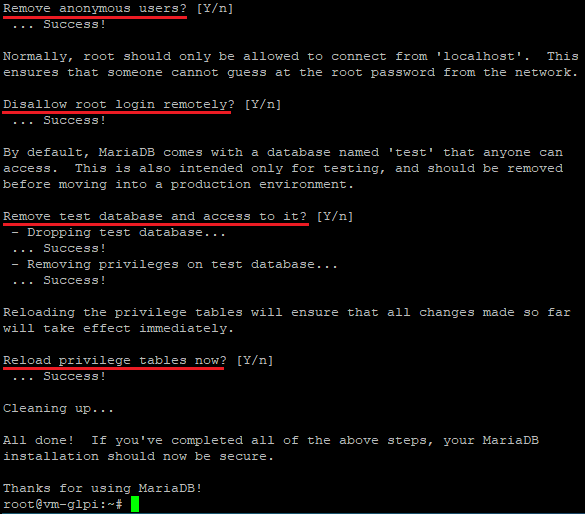 Remove anonymous users? [Y/n]
 ... Success!
Normally, root should only be allowed to connect from 'localhost'.  This
ensures that someone cannot guess at the root password from the network.
Disallow root login remotely? [Y/n]
 ... Success!
By default, MariaDB comes with a database named 'test' that anyone can
access.  This is also intended only for testing, and should be removed
before moving into a production environment.
Remove test database and access to it? [Y/n]
 - Dropping test database...
 ... Success!
 - Removing privileges on test database...
 ... Success!
Reloading the privilege tables will ensure that all changes made so far
will take effect immediately.
Reload privilege tables now? [Y/n]
 ... Success!
Cleaning up...
All done!  If you've completed all of the above steps, your MariaDB
installation should now be secure.
Thanks for using MariaDB!
root@vm-glpi:~#